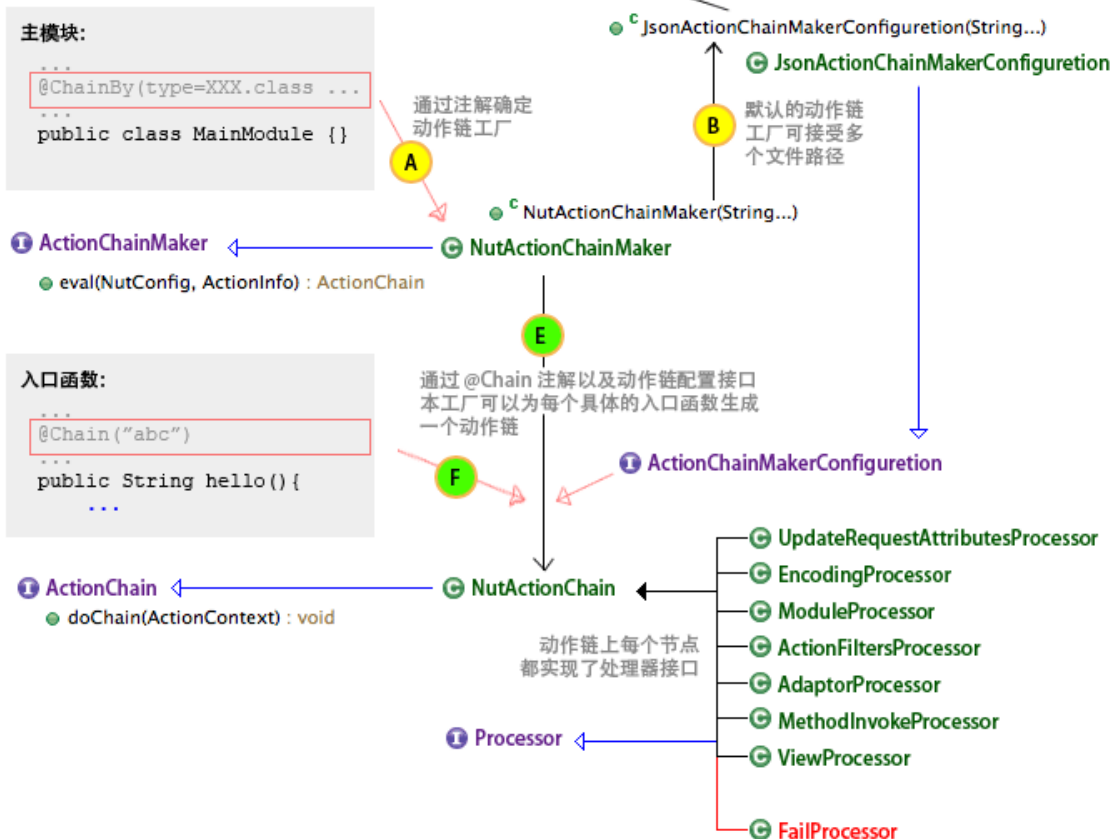 主模块:
...
@ChainBy(type=XXX.class ...
...
public class MainModule {}
C JsonActionChainMakerConfiguretion(String...)
C JsonActionChainMakerConfiguretion
通过注解确定
动作链工厂
A
B
默认的动作链
工厂可接受多
个文件路径
C NutActionChainMaker(String...)
I ActionChainMaker
C NutActionChainMaker
eval(NutConfig, ActionInfo) : ActionChain
E
入口函数:
...
@Chain("abc")
...
public String hello(){
...
通过 @Chain 注解以及动作链配置接口
本工厂可以为每个具体的入口函数生成
一个动作链
F
I ActionChainMakerConfiguretion
I ActionChain
C NutActionChain
doChain(ActionContext) : void
动作链上每个节点
都实现了处理器接口
I Processor
C UpdateRequestAttributesProcessor
C EncodingProcessor
C ModuleProcessor
C ActionFiltersProcessor
C AdaptorProcessor
C MethodInvokeProcessor
C ViewProcessor
C FailProcessor